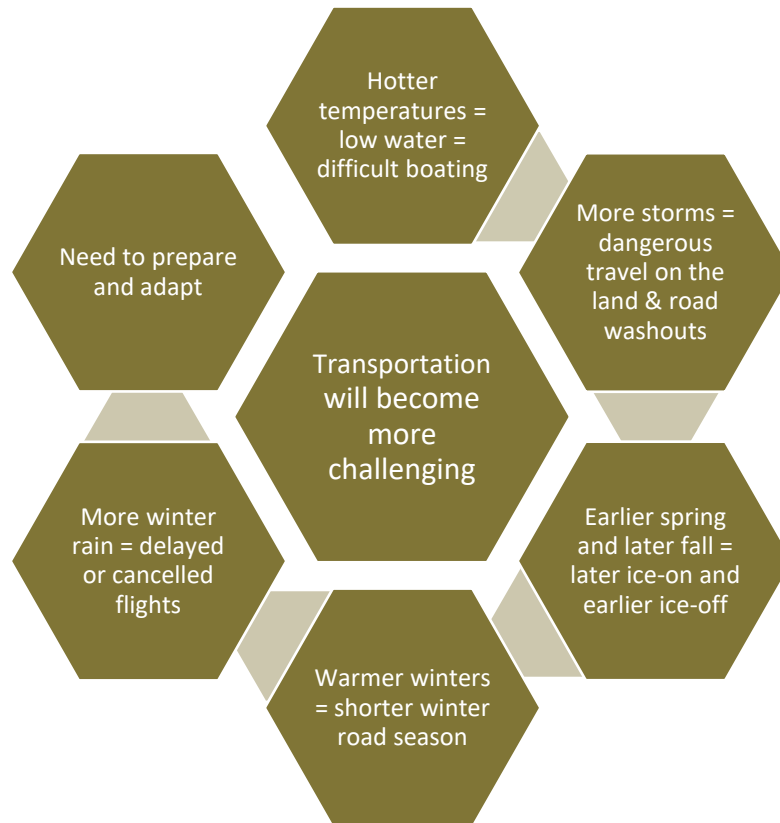 Hotter
temperatures =
low water =
difficult boating
More storms =
dangerous
travel on the
land & road
washouts
Earlier spring
and later fall =
later ice-on and
earlier ice-off
Warmer winters
= shorter winter
road season
More winter
rain = delayed
or cancelled
flights
Need to prepare
and adapt
Transportation
will become
more
challenging